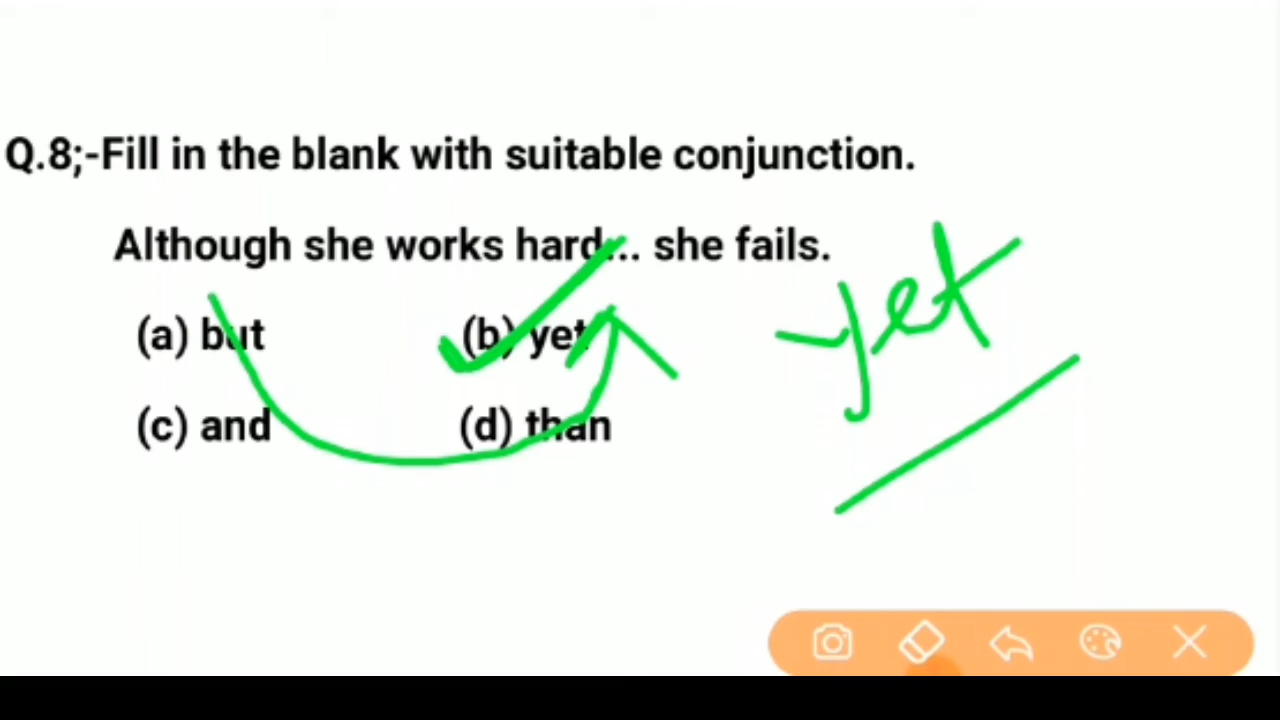 Q.8;-Fill in the blank with suitable conjunction.
Although she works hard... she fails.
(a) but (b) yet
(c) and (d) than
yet